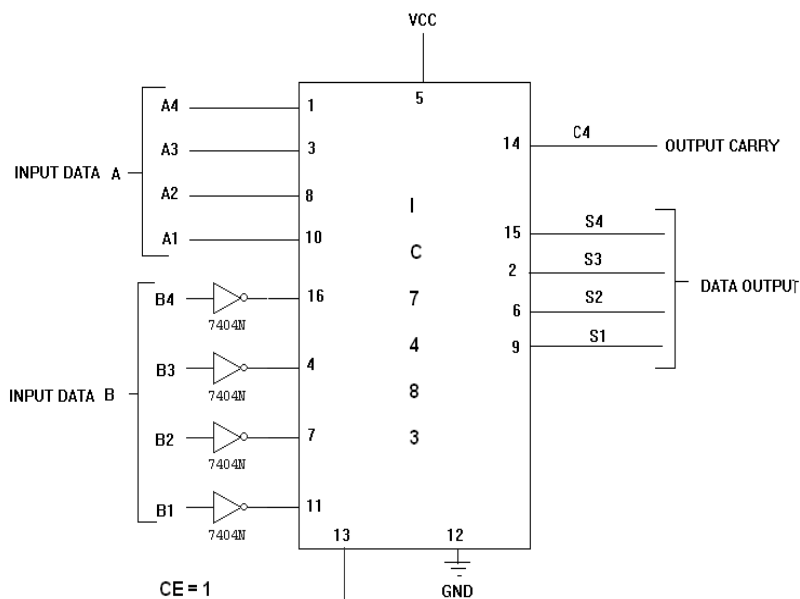 VCC
5
INPUT DATA A
A4
1
A3
3
A2
8
A1
10
INPUT DATA B
B4
7404N
16
B3
7404N
4
B2
7404N
7
B1
7404N
11
I
C
7
4
8
3
14
C4
OUTPUT CARRY
15
S4
2
S3
6
S2
9
S1
DATA OUTPUT
13
12
CE = 1
GND